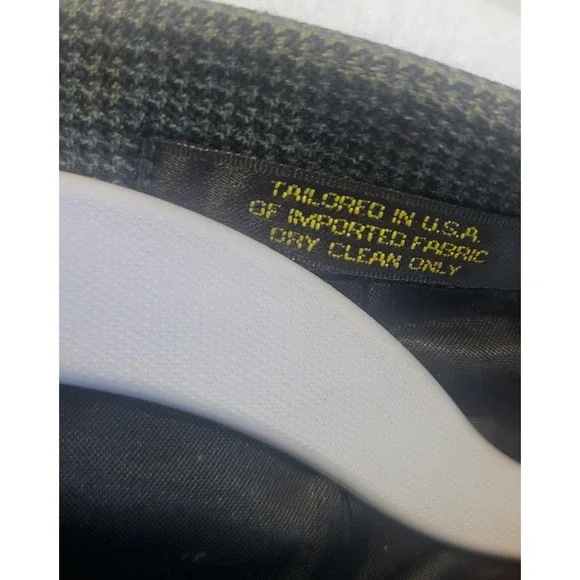 TAILORED IN U.S.A.
OF IMPORTED FABRIC
DRY CLEAN ONLY